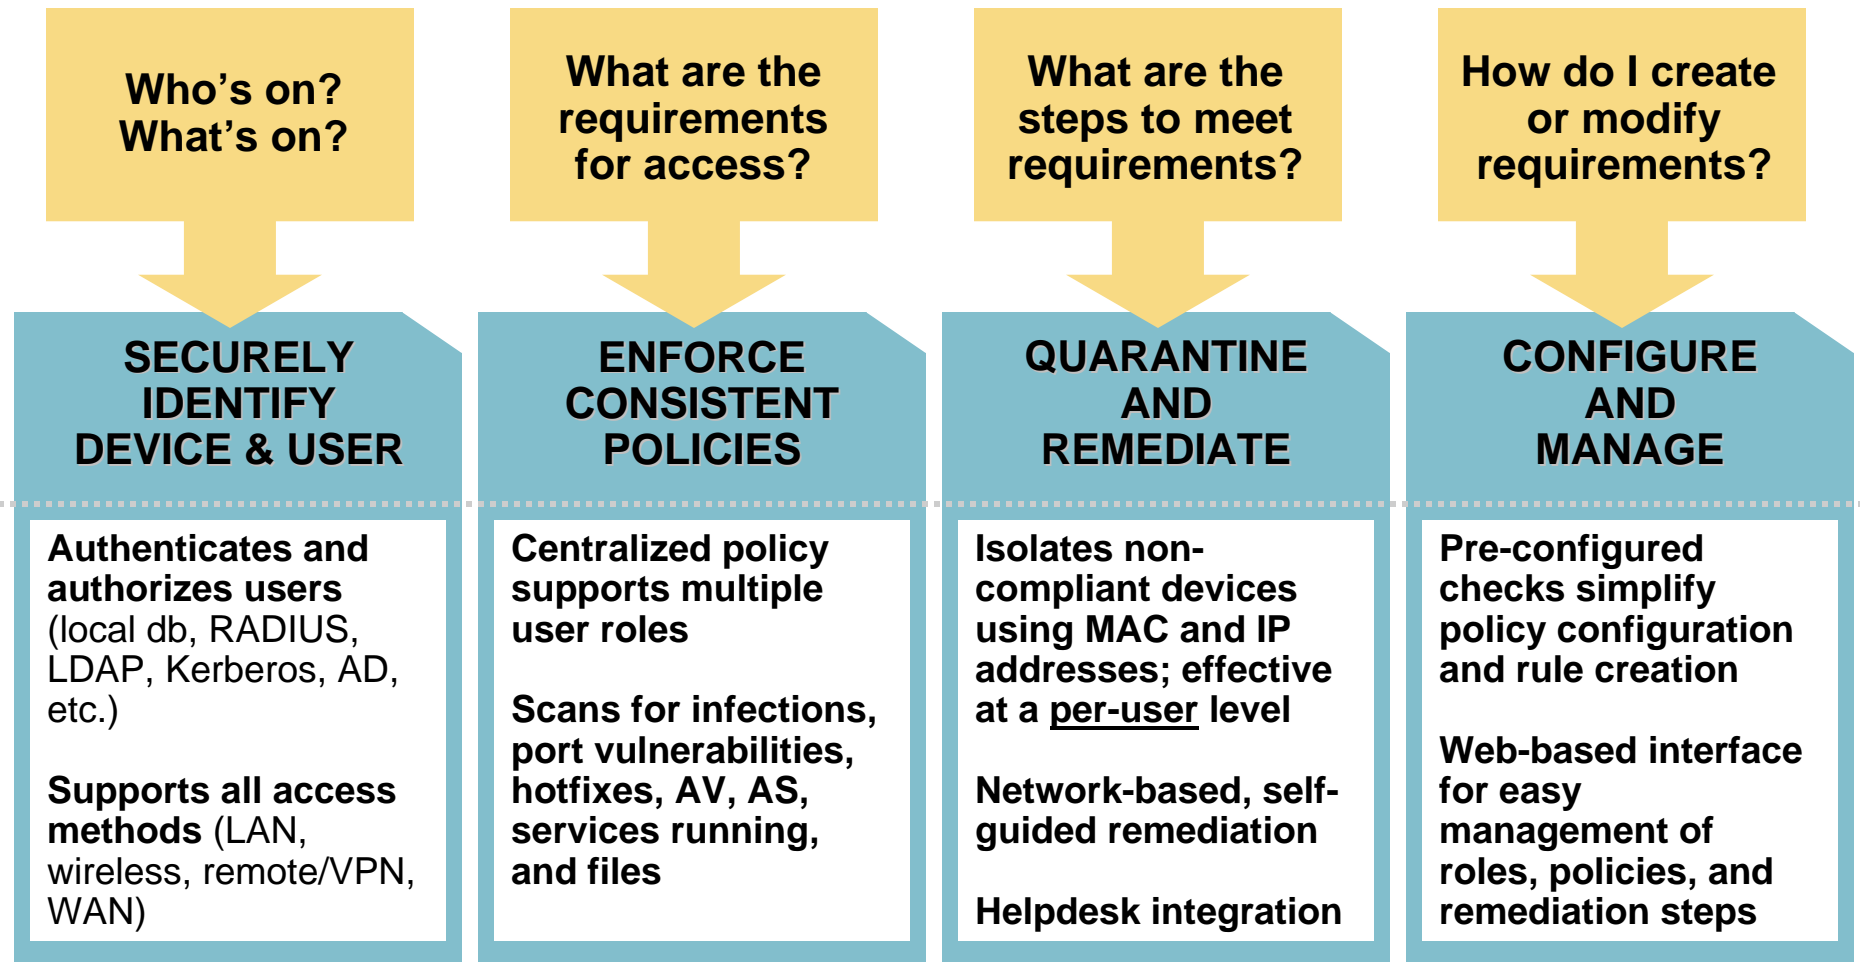 Who's on?
What's on?
What are the
requirements
for access?
What are the
steps to meet
requirements?
How do I create
or modify
requirements?
SECURELY
IDENTIFY
DEVICE & USER
ENFORCE
CONSISTENT
POLICIES
QUARANTINE
AND
REMEDIATE
CONFIGURE
AND
MANAGE
Authenticates and
authorizes users
(local db, RADIUS,
LDAP, Kerberos, AD,
etc.)
Supports all access
methods (LAN,
wireless, remote/VPN,
WAN)
Centralized policy
supports multiple
user roles
Scans for infections,
port vulnerabilities,
hotfixes, AV, AS,
services running,
and files
Isolates non-
compliant devices
using MAC and IP
addresses; effective
at a per-user level
Network-based, self-
guided remediation
Helpdesk integration
Pre-configured
checks simplify
policy configuration
and rule creation
Web-based interface
for easy
management of
roles, policies, and
remediation steps